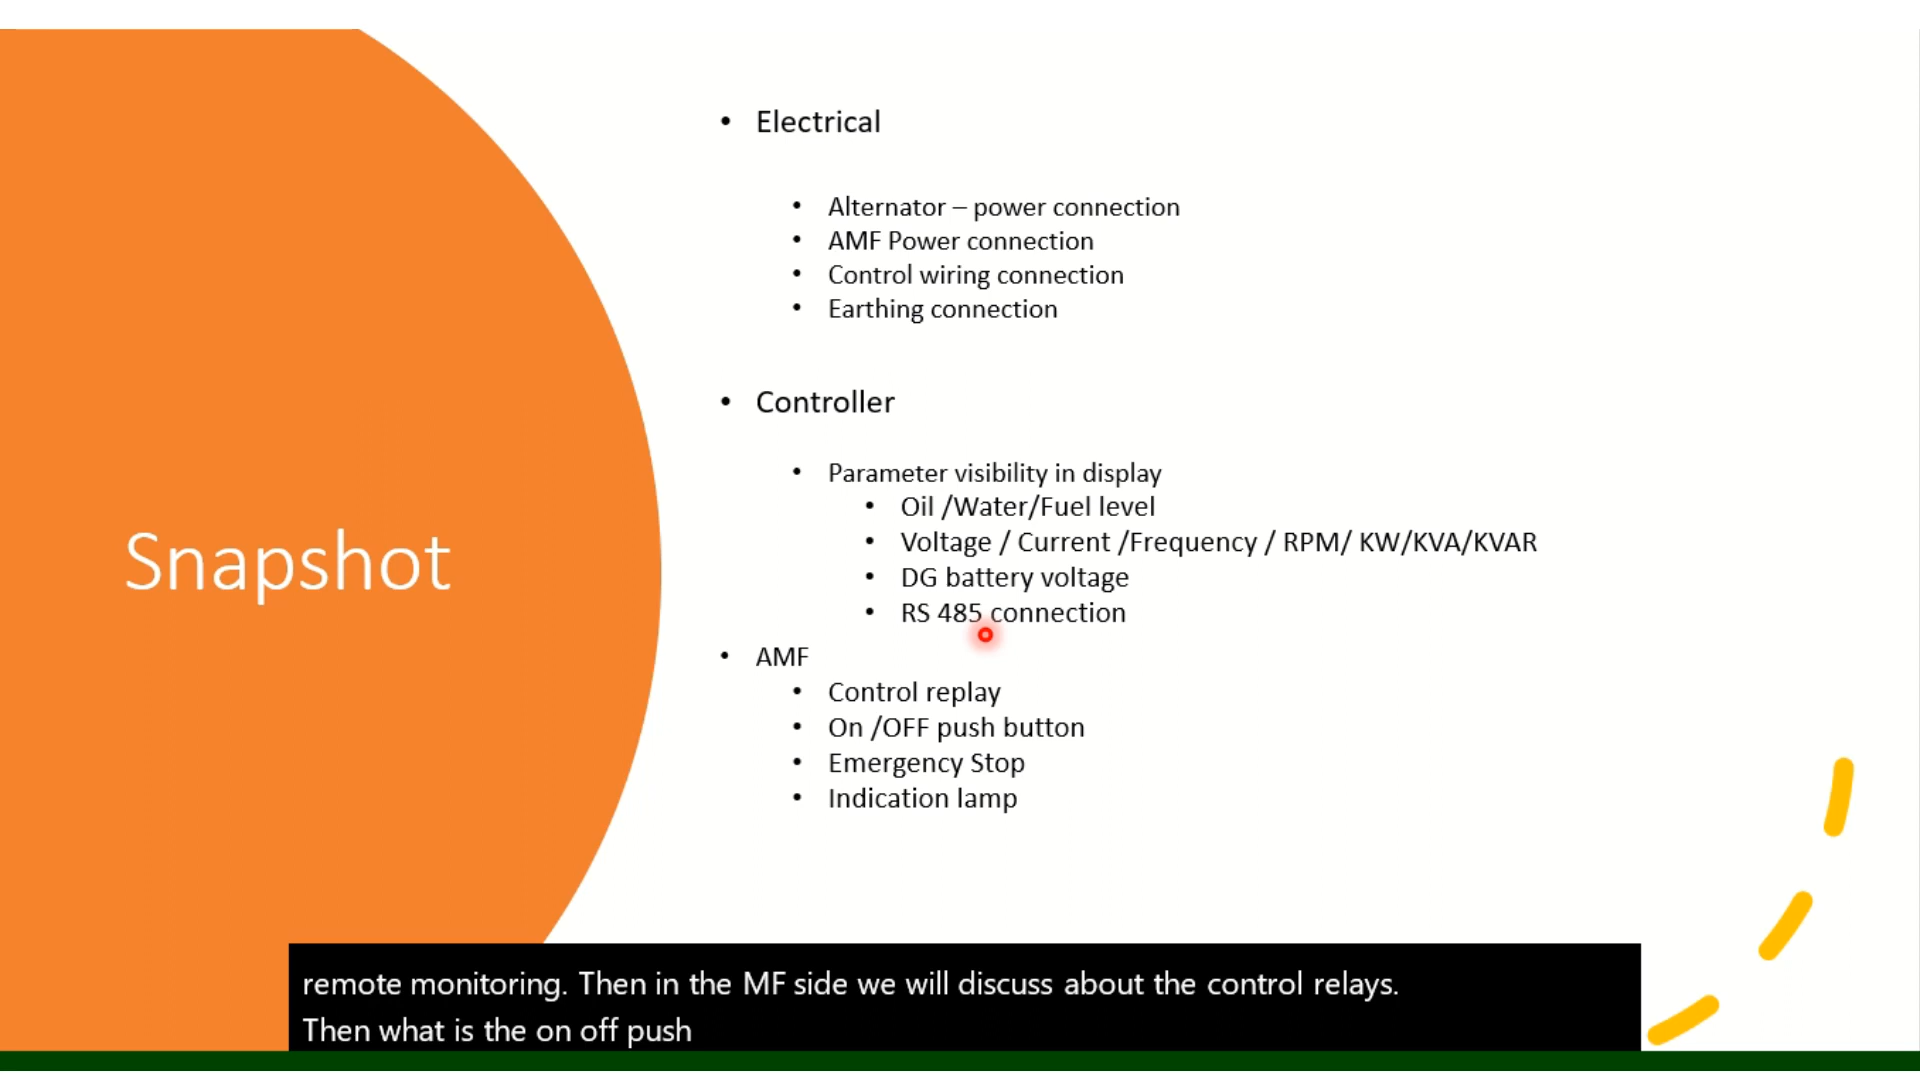 Snapshot
• Electrical
• Alternator – power connection
• AMF Power connection
• Control wiring connection
• Earthing connection
• Controller
• Parameter visibility in display
• Oil /Water/Fuel level
• Voltage / Current /Frequency / RPM/ KW/KVA/KVAR
• DG battery voltage
• RS 485 connection
• AMF
• Control replay
• On /OFF push button
• Emergency Stop
• Indication lamp
remote monitoring. Then in the MF side we will discuss about the control relays.
Then what is the on off push